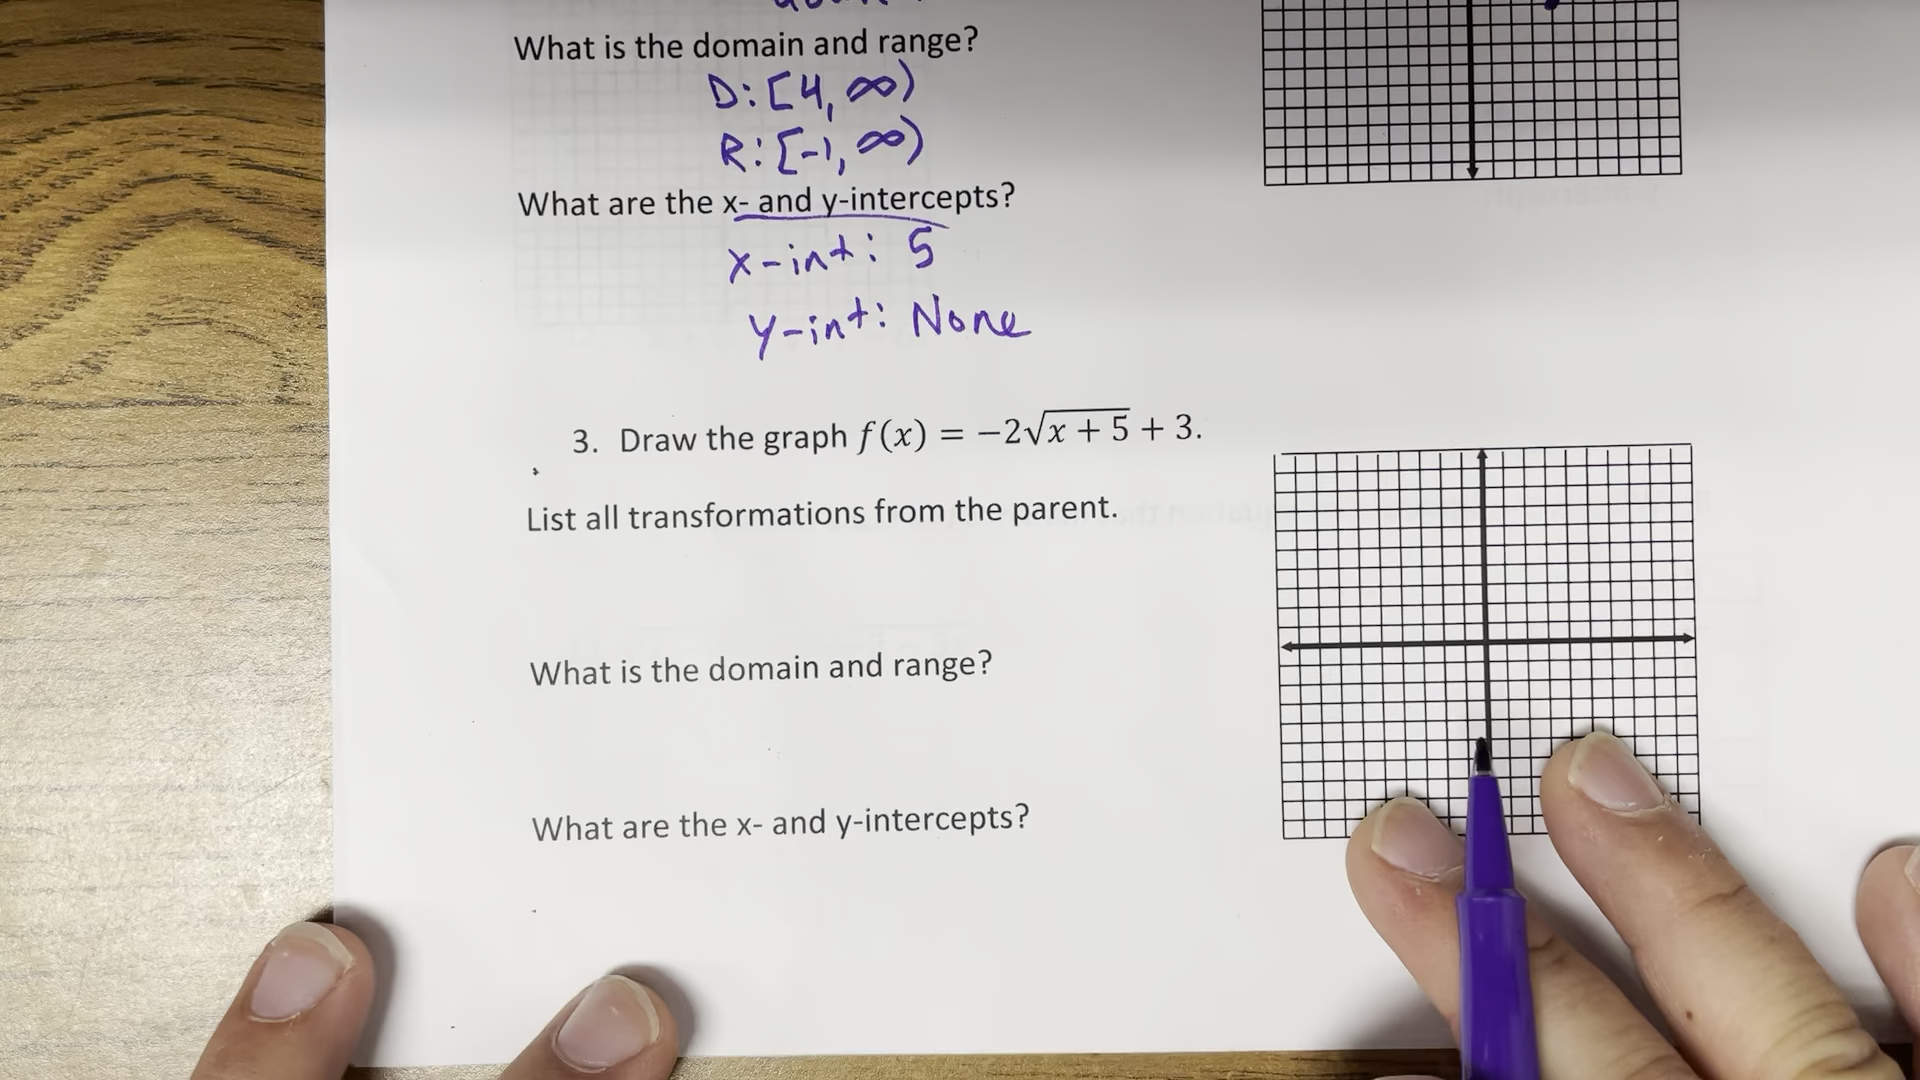 What is the domain and range?
D: [4, ∞)
R: [-1, ∞)
What are the x- and y-intercepts?
x-int: 5
y-int: None
3. Draw the graph f(x) = −2√(x + 5) + 3.
List all transformations from the parent.
What is the domain and range?
What are the x- and y-intercepts?